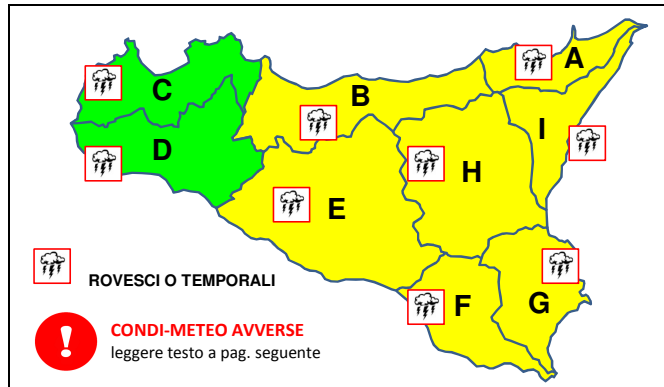 A
C
B
I
D
H
E
ROVESCI O TEMPORALI
F
G
CONDI-METEO AVVERSE
leggere testo a pag. seguente
!